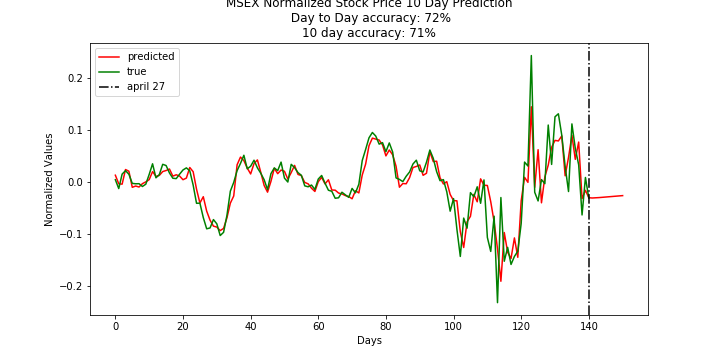 MSEX Normalized Stock Price 10 Day Prediction
Day to Day accuracy: 72%
10 day accuracy: 71%
predicted
true
april 27
Normalized Values
0.2
0.1
0.0
−0.1
−0.2
0
20
40
60
80
100
120
140
Days